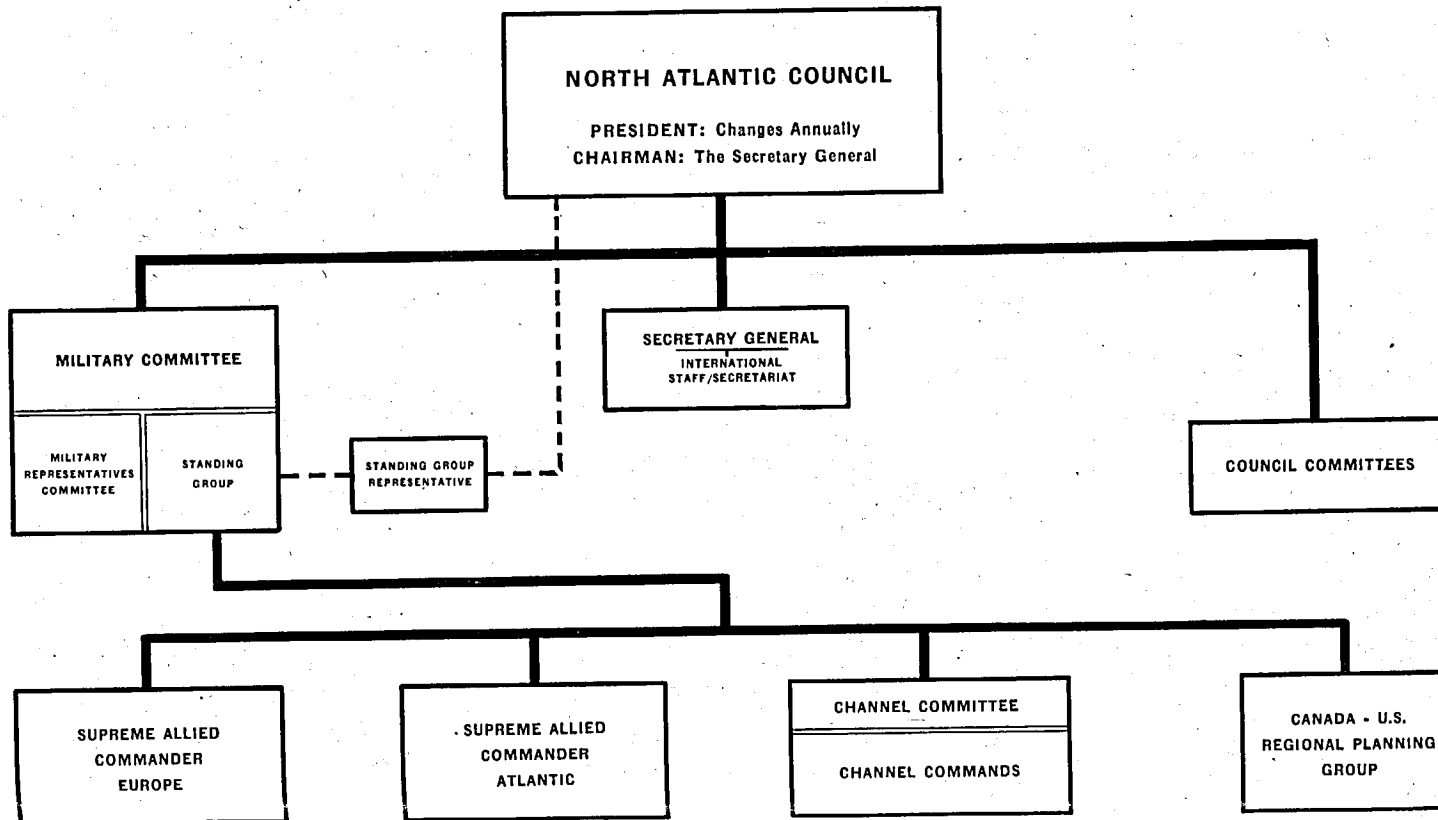 NORTH ATLANTIC COUNCIL
PRESIDENT: Changes Annually
CHAIRMAN: The Secretary General
MILITARY COMMITTEE
MILITARY
REPRESENTATIVES
COMMITTEE
STANDING
GROUP
STANDING GROUP
REPRESENTATIVE
SECRETARY GENERAL
INTERNATIONAL
STAFF/SECRETARIAT
COUNCIL COMMITTEES
SUPREME ALLIED
COMMANDER
EUROPE
SUPREME ALLIED
COMMANDER
ATLANTIC
CHANNEL COMMITTEE
CHANNEL COMMANDS
CANADA - U.S.
REGIONAL PLANNING
GROUP